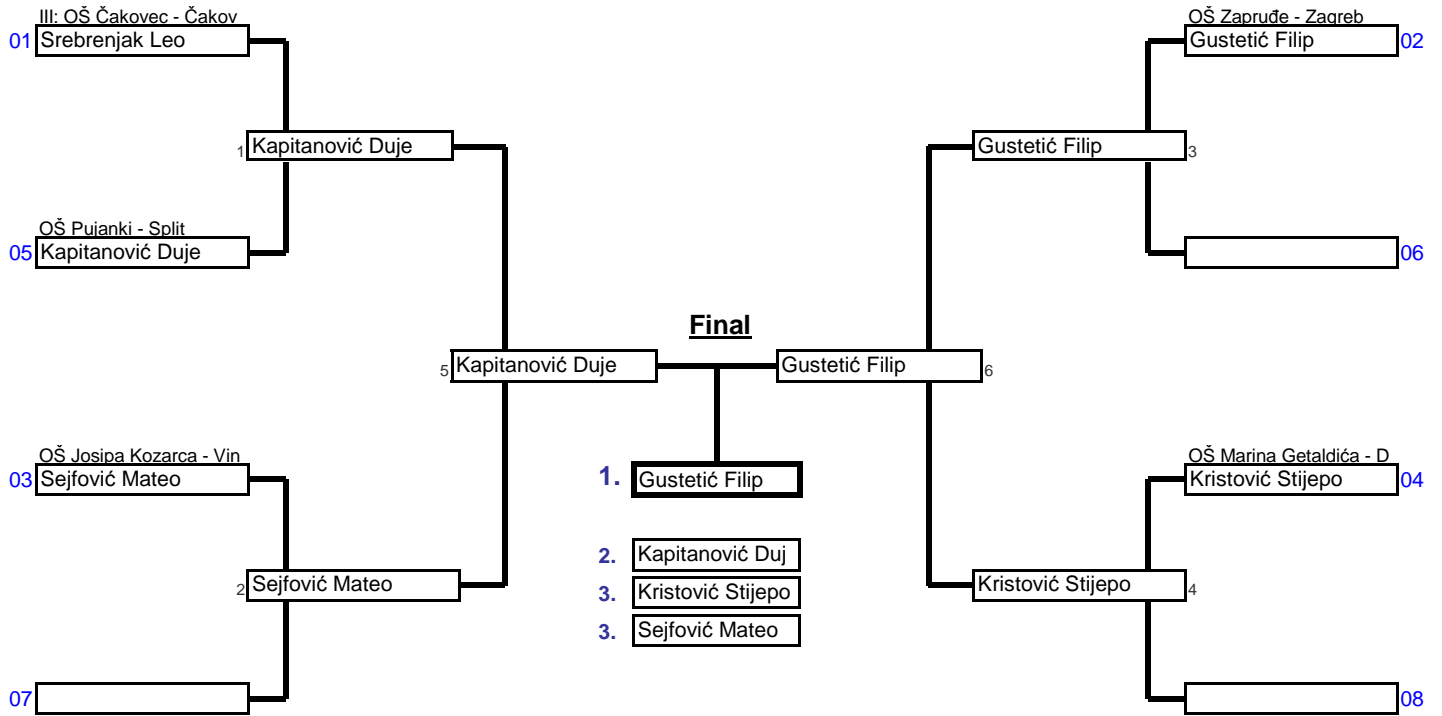 III: OŠ Čakovec - Čakov
OŠ Zapruđe - Zagreb
01 Srebrenjak Leo
Gustetić Filip 02
1 Kapitanović Duje
Gustetić Filip 3
OŠ Pujanki - Split
05 Kapitanović Duje
06
Final
5 Kapitanović Duje
Gustetić Filip 6
OŠ Josipa Kozarca - Vin
OŠ Marina Getaldića - D
03 Sejfović Mateo
1. Gustetić Filip
Kristović Stijepo 04
2. Kapitanović Duj
2 Sejfović Mateo
3. Kristović Stijepo
Kristović Stijepo 4
3. Sejfović Mateo
07
08